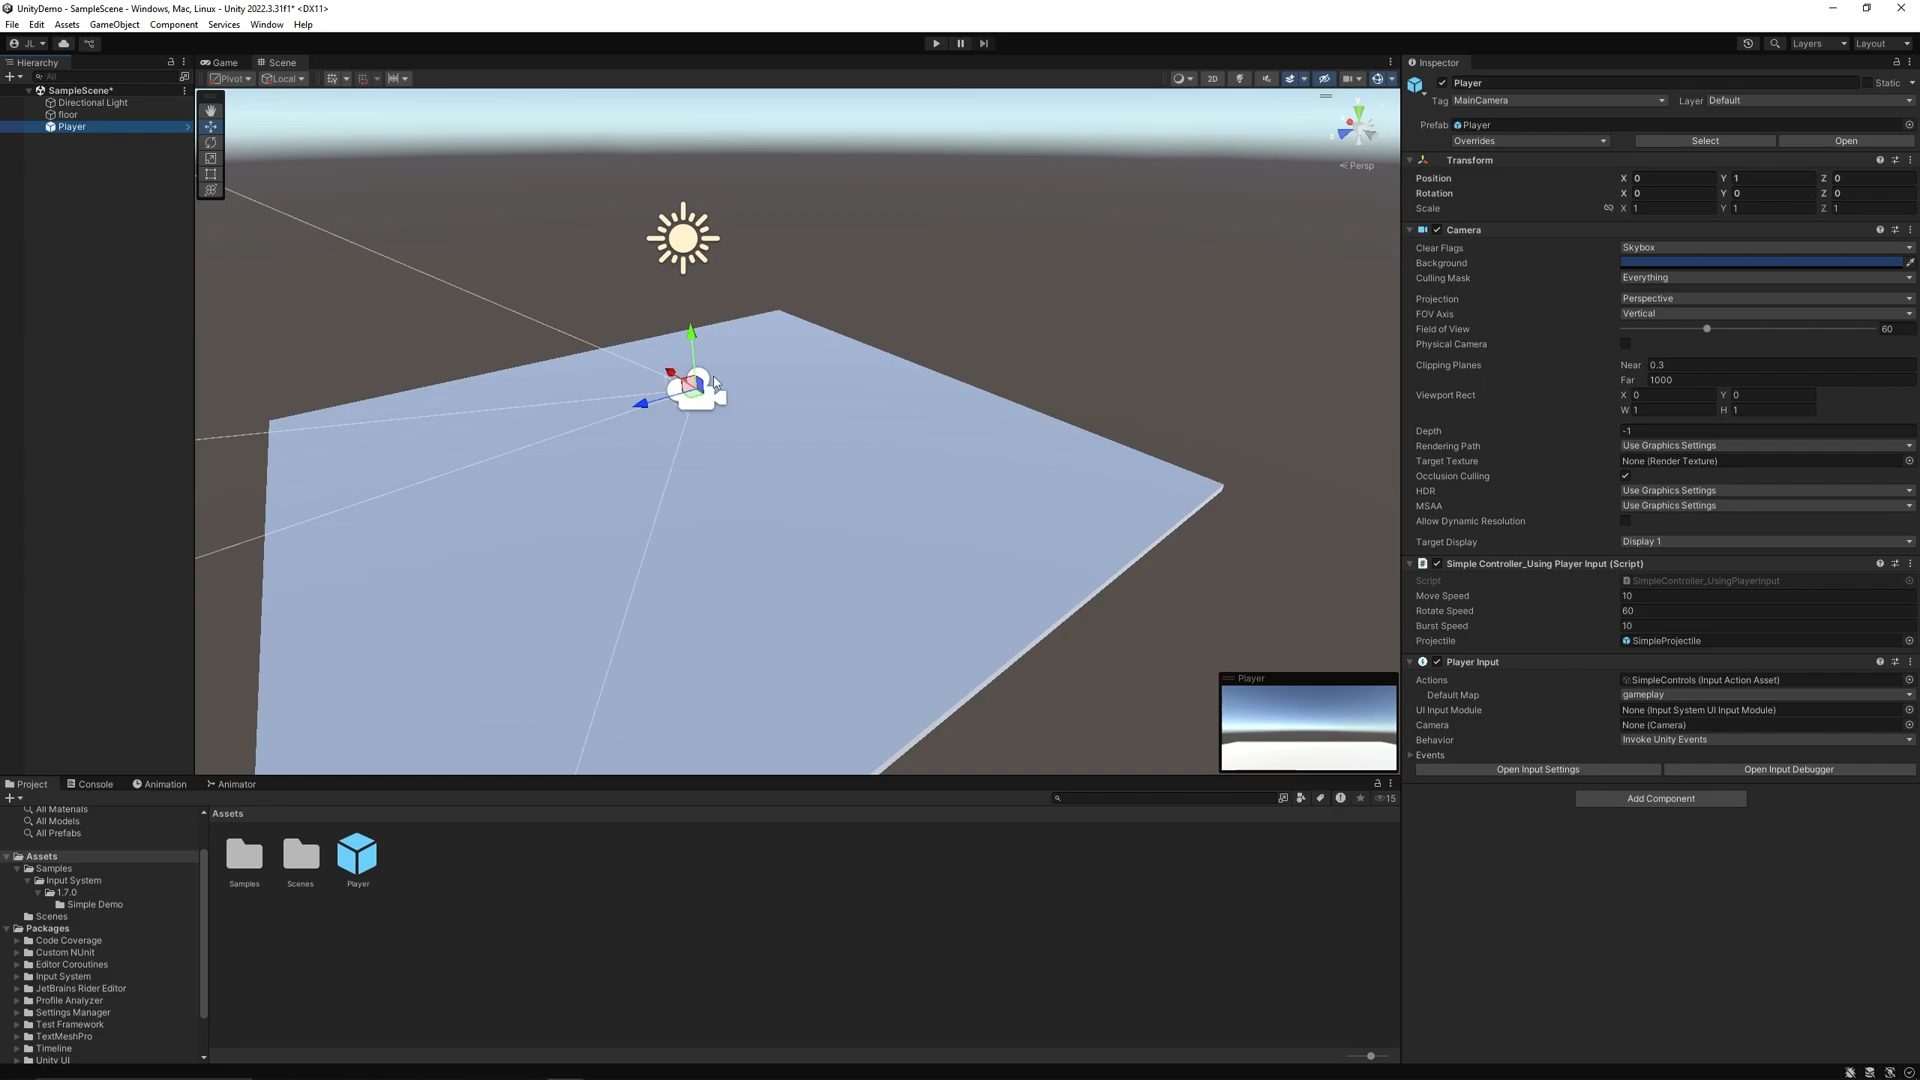 UnityDemo - SampleScene - Windows, Mac, Linux - Unity 2022.3.31f1* <DX11>
File Edit Assets GameObject Component Services Window Help
JL
Layers
Layout
Hierarchy
All
SampleScene*
Directional Light
floor
Player
Game
Scene
Pivot
Local
2D
y
Persp
Player
Inspector
Player
Static
Tag MainCamera Layer Default
Prefab Player
Overrides Select Open
Transform
Position X 0 Y 1 Z 0
Rotation X 0 Y 0 Z 0
Scale X 1 Y 1 Z 1
Camera
Clear Flags Skybox
Background
Culling Mask Everything
Projection Perspective
FOV Axis Vertical
Field of View 60
Physical Camera
Clipping Planes Near 0.3
Far 1000
Viewport Rect X 0 Y 0
W 1 H 1
Depth -1
Rendering Path Use Graphics Settings
Target Texture None (Render Texture)
Occlusion Culling
HDR Use Graphics Settings
MSAA Use Graphics Settings
Allow Dynamic Resolution
Target Display Display 1
Simple Controller_Using Player Input (Script)
Script SimpleController_UsingPlayerInput
Move Speed 10
Rotate Speed 60
Burst Speed 10
Projectile SimpleProjectile
Player Input
Actions SimpleControls (Input Action Asset)
Default Map gameplay
UI Input Module None (Input System UI Input Module)
Camera None (Camera)
Behavior Invoke Unity Events
Events
Open Input Settings Open Input Debugger
Add Component
Project Console Animation Animator
15
All Materials
All Models
All Prefabs
Assets
Samples
Input System
1.7.0
Simple Demo
Scenes
Packages
Code Coverage
Custom NUnit
Editor Coroutines
Input System
JetBrains Rider Editor
Profile Analyzer
Settings Manager
Test Framework
TextMeshPro
Timeline
Unity UI
Assets
Samples Scenes Player